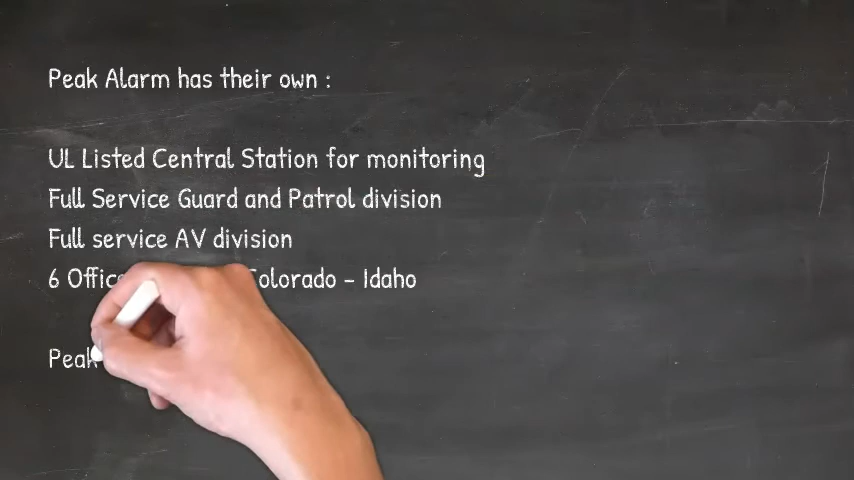 Peak Alarm has their own :
UL Listed Central Station for monitoring
Full Service Guard and Patrol division
Full service AV division
6 Colorado - Idaho
Peak